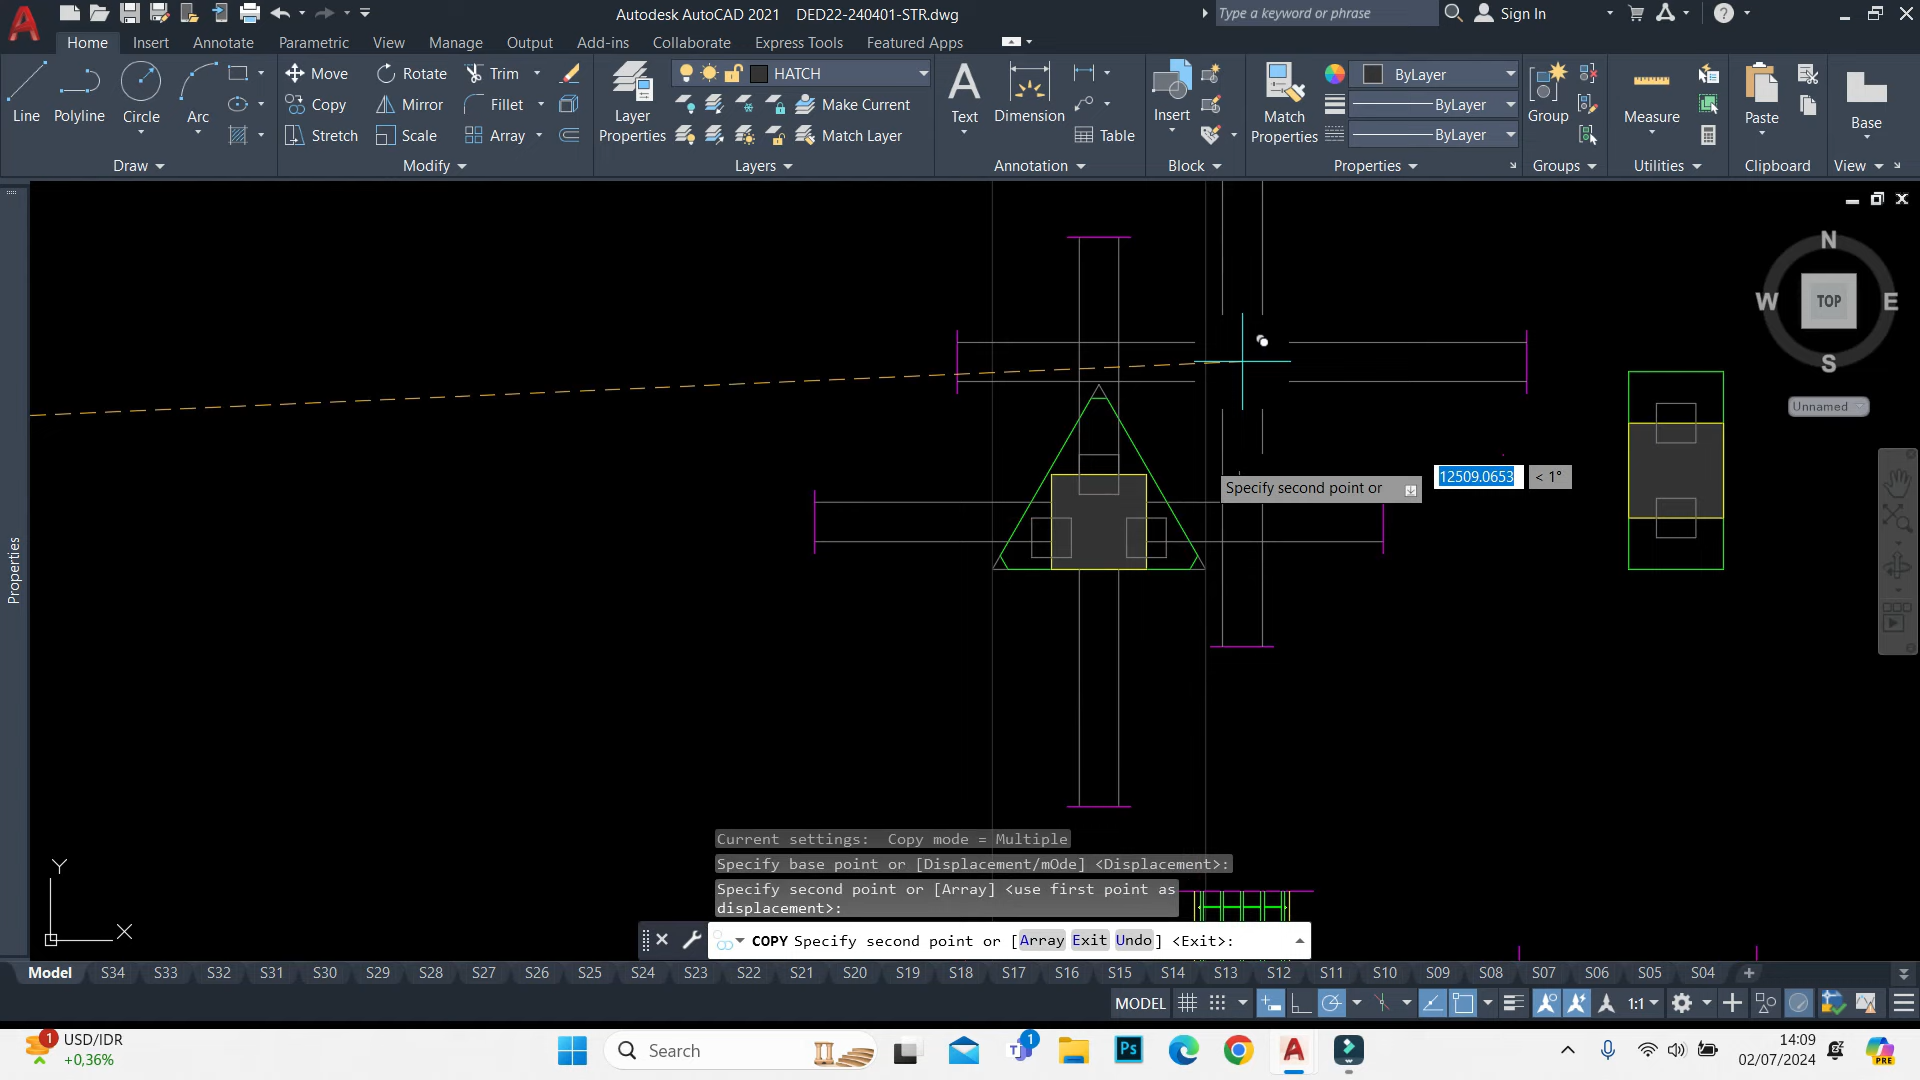 Autodesk AutoCAD 2021 DED22-240401-STR.dwg
Type a keyword or phrase
Sign In
Home Insert Annotate Parametric View Manage Output Add-ins Collaborate Express Tools Featured Apps
Line
Polyline
Circle
Arc
Draw
Move Rotate Trim
Copy Mirror Fillet
Stretch Scale Array
Modify
Layer Properties
HATCH
Make Current
Match Layer
Layers
Text
Dimension
Table
Annotation
Insert
Block
Match Properties
ByLayer
ByLayer
ByLayer
Properties
Group
Groups
Measure
Utilities
Paste
Clipboard
Base
View
N
W TOP E
S
Unnamed
Properties
Specify second point or
12509.0653 < 1°
Y
X
Current settings: Copy mode = Multiple
Specify base point or [Displacement/mOde] <Displacement>:
Specify second point or [Array] <use first point as
displacement>:
COPY Specify second point or [Array Exit Undo] <Exit>:
Model S34 S33 S32 S31 S30 S29 S28 S27 S26 S25 S24 S23 S22 S21 S20 S19 S18 S17 S16 S15 S14 S13 S12 S11 S10 S09 S08 S07 S06 S05 S04
MODEL 1:1
1 USD/IDR
+0,36%
Search
1
Ps
14:09
02/07/2024
PRE